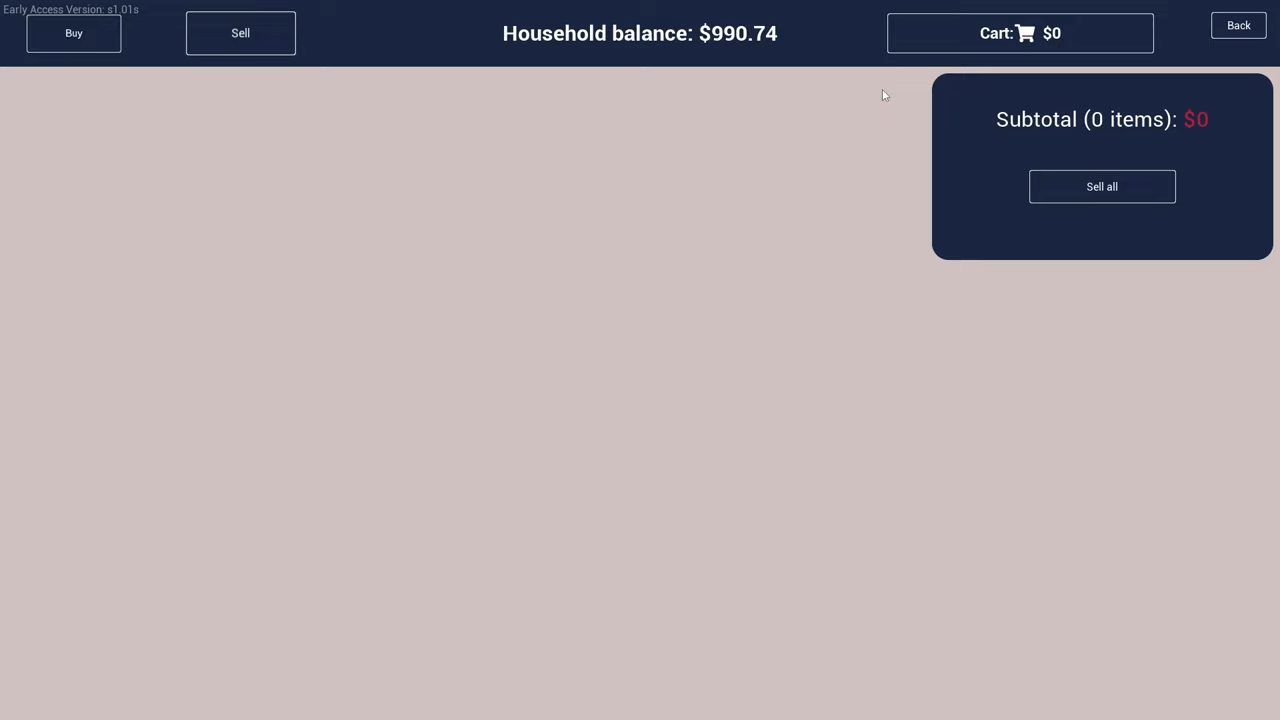 Early Access Version: s1.01s
Buy
Sell
Household balance: $990.74
Cart: $0
Back
Subtotal (0 items): $0
Sell all